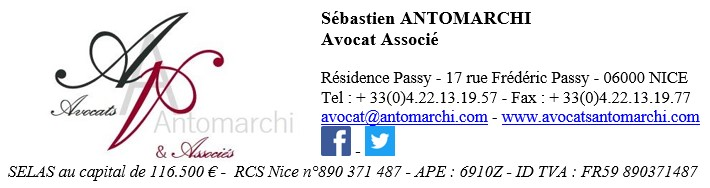 Sébastien ANTOMARCHI
Avocat Associé
Résidence Passy - 17 rue Frédéric Passy - 06000 NICE
Tel : + 33(0)4.22.13.19.57 - Fax : + 33(0)4.22.13.19.77
avocat@antomarchi.com - www.avocatsantomarchi.com
Avocats
Antomarchi
& Associés
-
SELAS au capital de 116.500 € - RCS Nice n°890 371 487 - APE : 6910Z - ID TVA : FR59 890371487